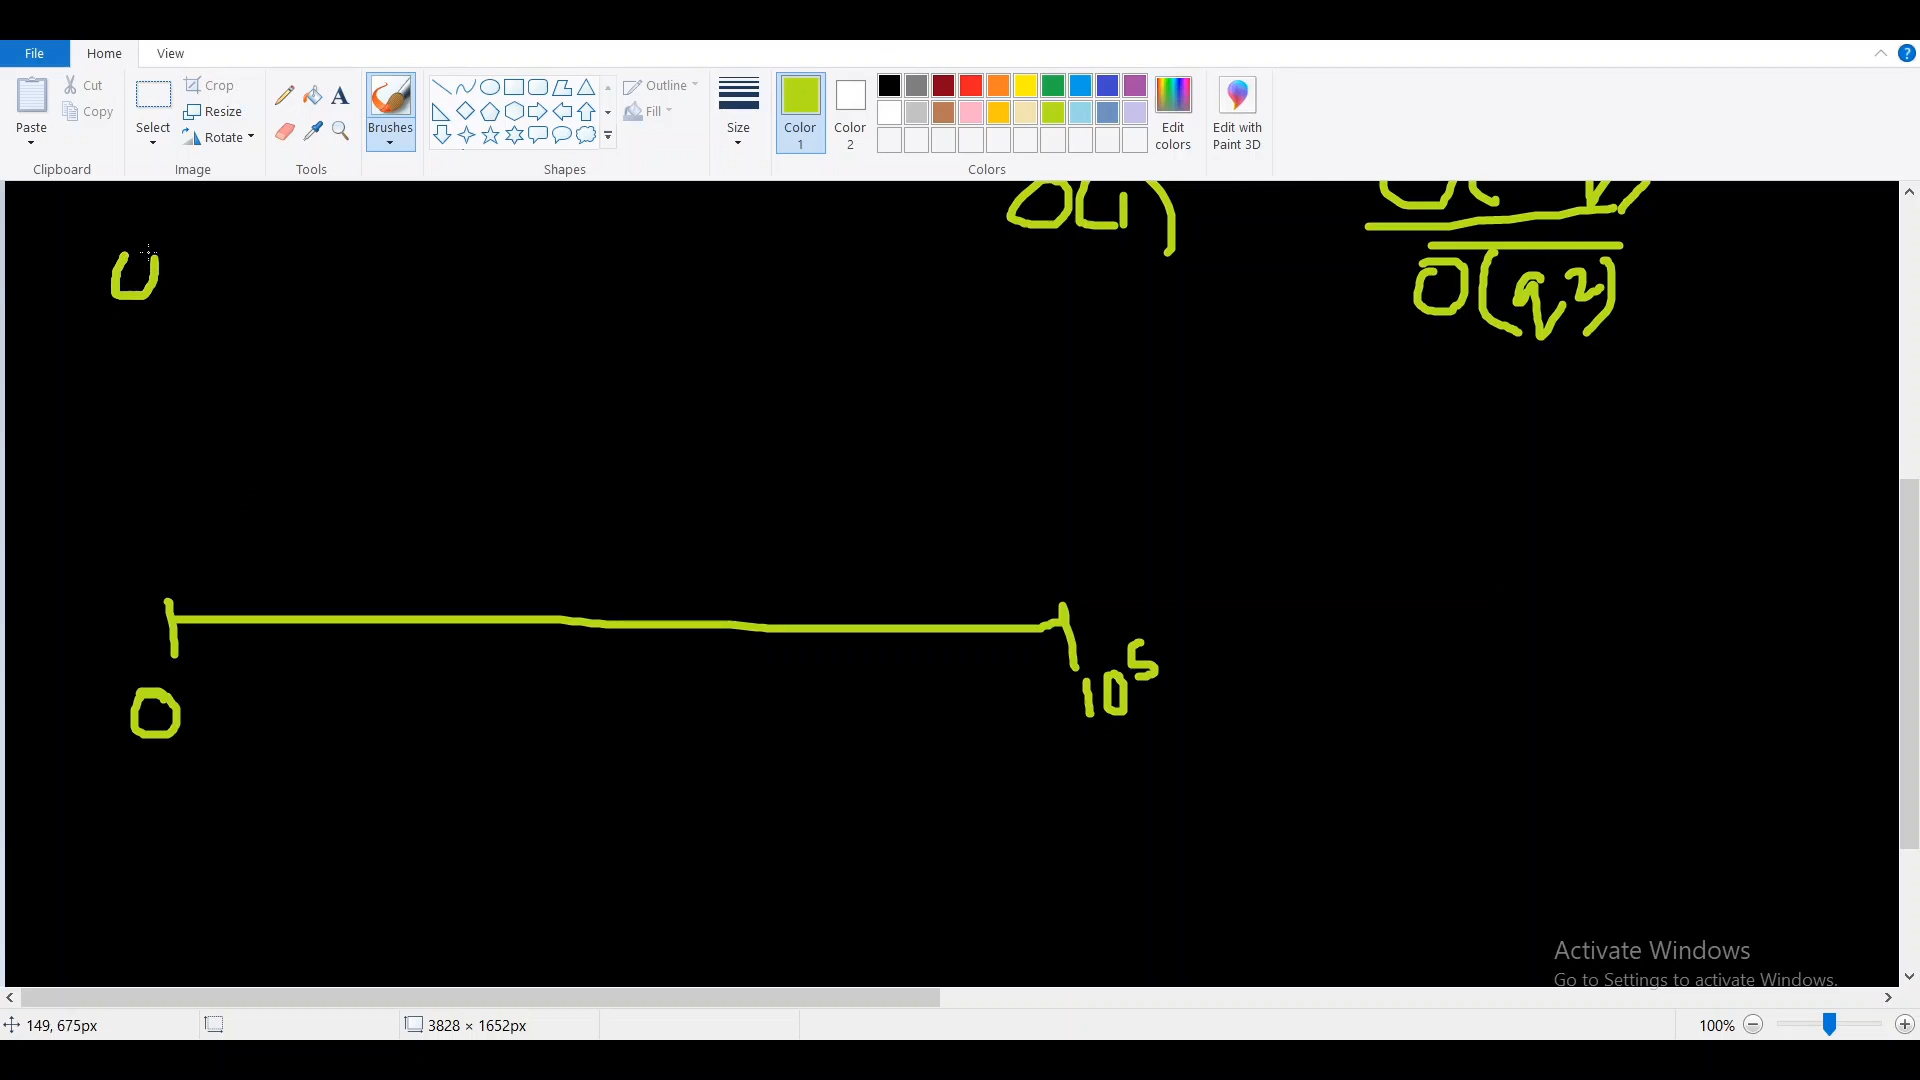 File Home View
Paste Cut Copy Clipboard
Select Crop Resize Rotate Image
A Tools
Shapes Outline Fill
Brushes
Size
Color 1 Color 2 Edit colors Colors
Edit with Paint 3D
?
O(1)
O(q²)
0
10⁵
Activate Windows
Go to Settings to activate Windows.
149, 675px
3828 × 1652px
100%